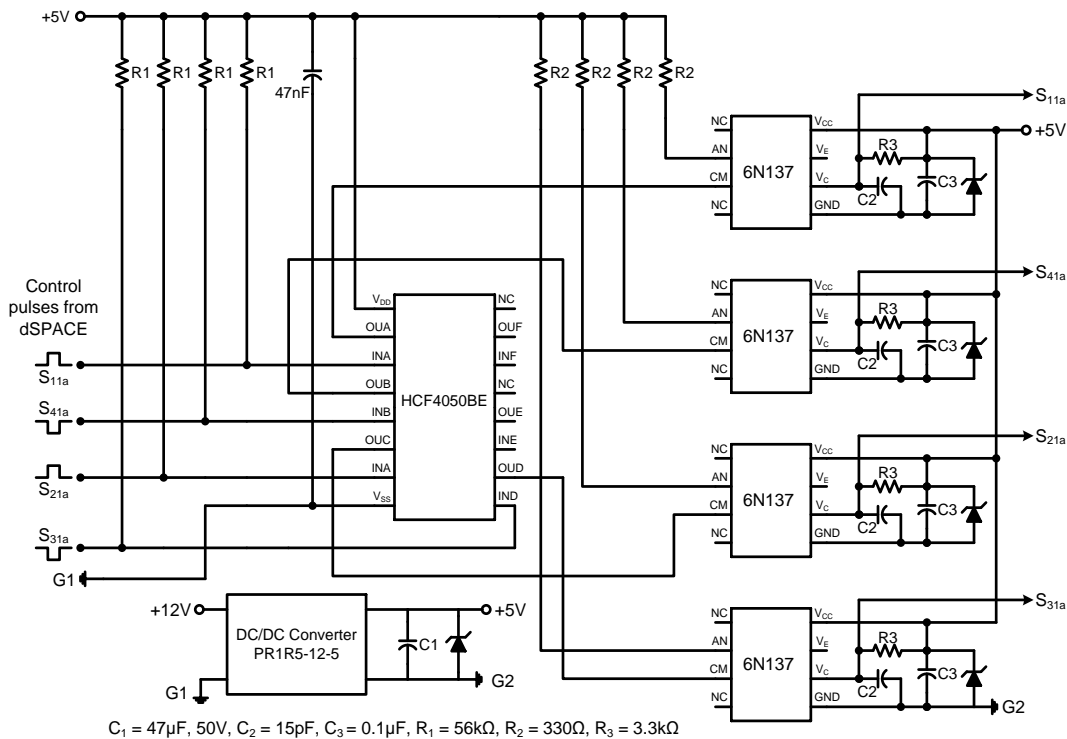 +5V
R1 R1 R1 R1
47nF
R2 R2 R2 R2
S11a
+5V
NC
AN
CM
NC
6N137
VCC
VE
VC
GND
R3
C2
C3
S41a
NC
AN
CM
NC
6N137
VCC
VE
VC
GND
R3
C2
C3
S21a
NC
AN
CM
NC
6N137
VCC
VE
VC
GND
R3
C2
C3
S31a
NC
AN
CM
NC
6N137
VCC
VE
VC
GND
R3
C2
C3
G2
Control
pulses from
dSPACE
S11a
S41a
S21a
S31a
G1
VDD
OUA
INA
OUB
INB
OUC
INA
VSS
HCF4050BE
NC
OUF
INF
NC
OUE
INE
OUD
IND
+12V
G1
DC/DC Converter
PR1R5-12-5
C1
+5V
G2
C1 = 47µF, 50V, C2 = 15pF, C3 = 0.1µF, R1 = 56kΩ, R2 = 330Ω, R3 = 3.3kΩ